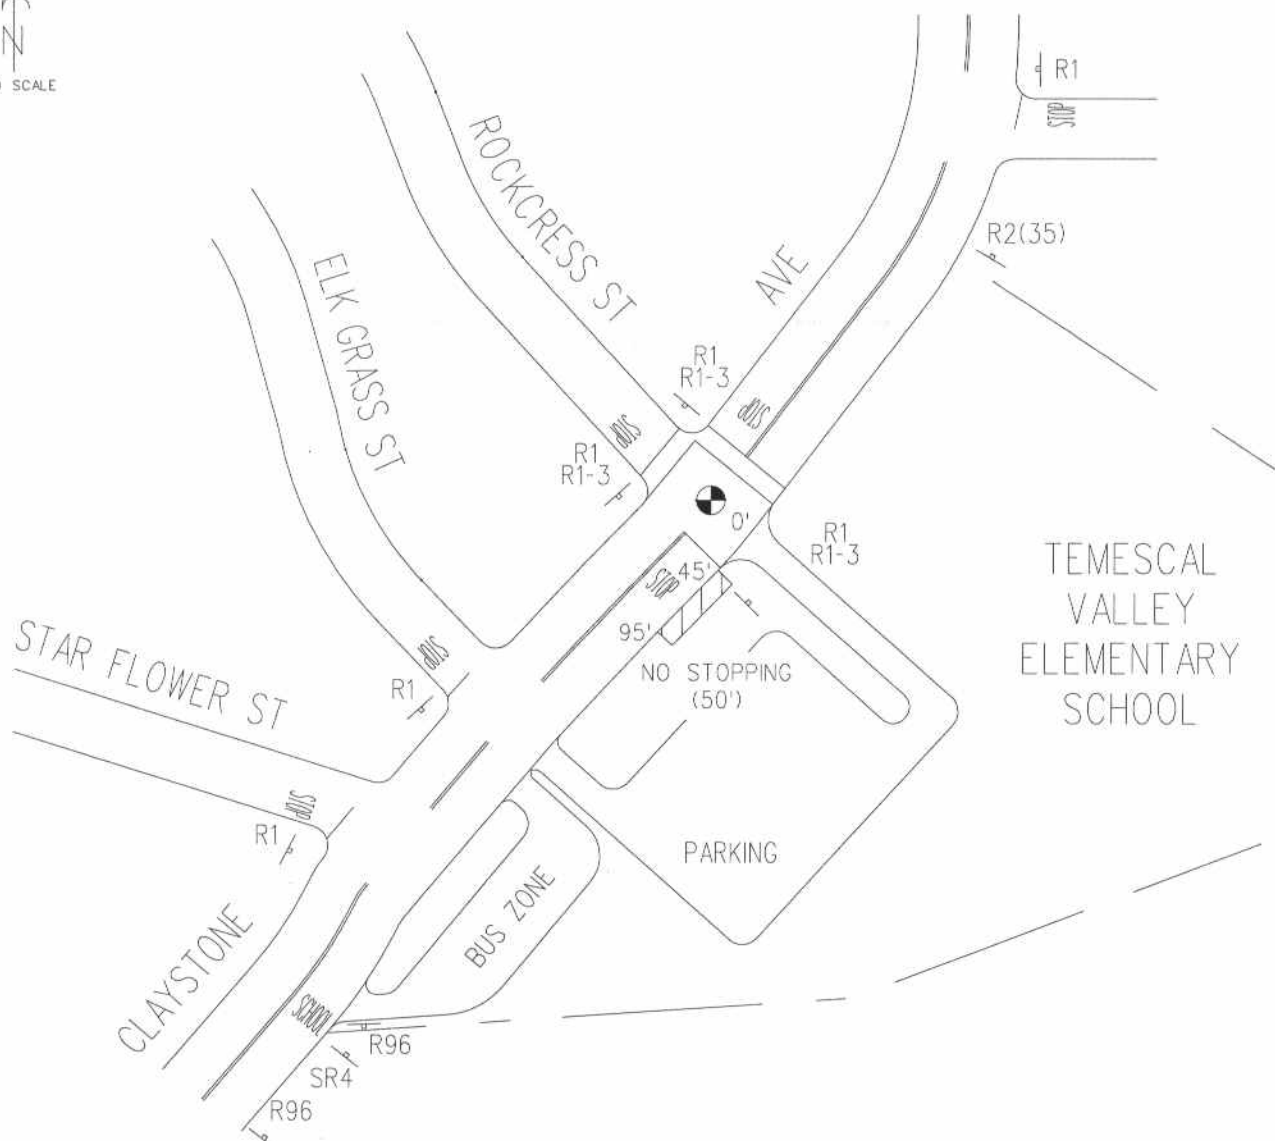 N
SCALE
R1
STOP
ROCKCRESS ST
R2(35)
AVE
ELK GRASS ST
R1
R1-3
STOP
STOP
R1
R1-3
0'
R1
R1-3
TEMESCAL
VALLEY
ELEMENTARY
SCHOOL
45'
STOP
95'
NO STOPPING
(50')
STAR FLOWER ST
STOP
R1
STOP
R1
PARKING
BUS ZONE
CLAYSTONE
SCHOOL
R96
SR4
R96